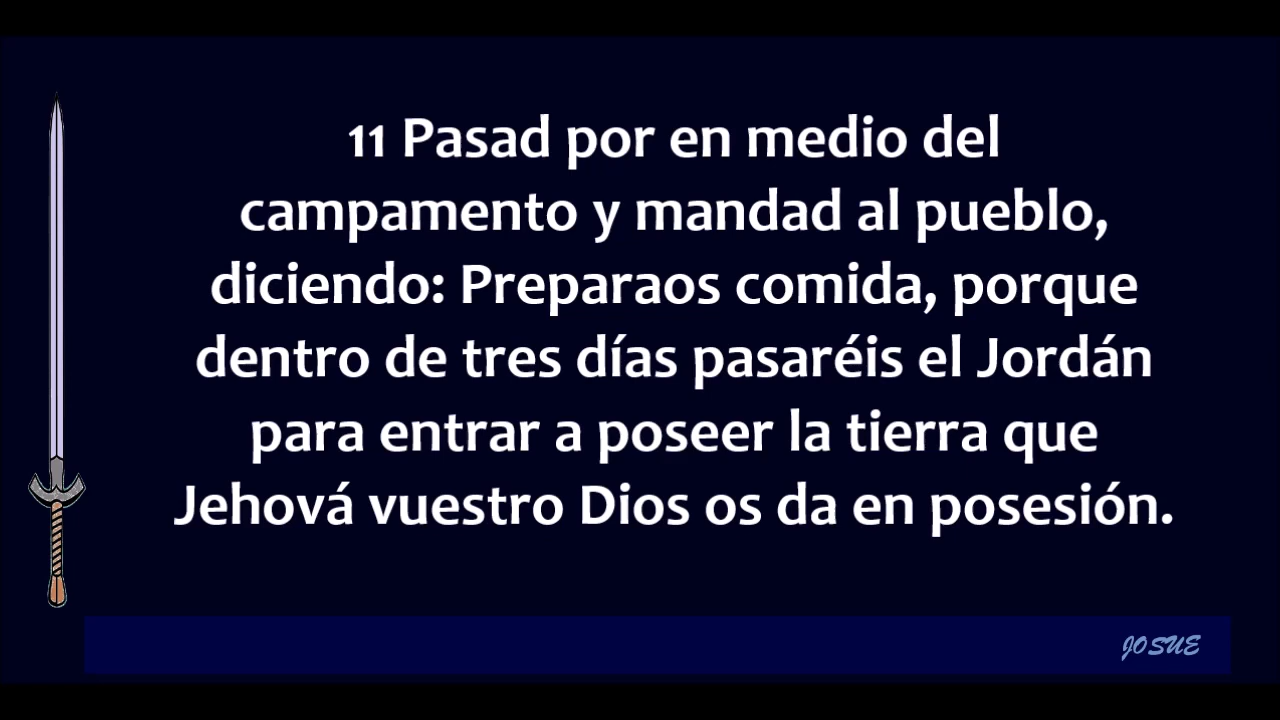 11 Pasad por en medio del
campamento y mandad al pueblo,
diciendo: Preparaos comida, porque
dentro de tres días pasaréis el Jordán
para entrar a poseer la tierra que
Jehová vuestro Dios os da en posesión.
JOSUE